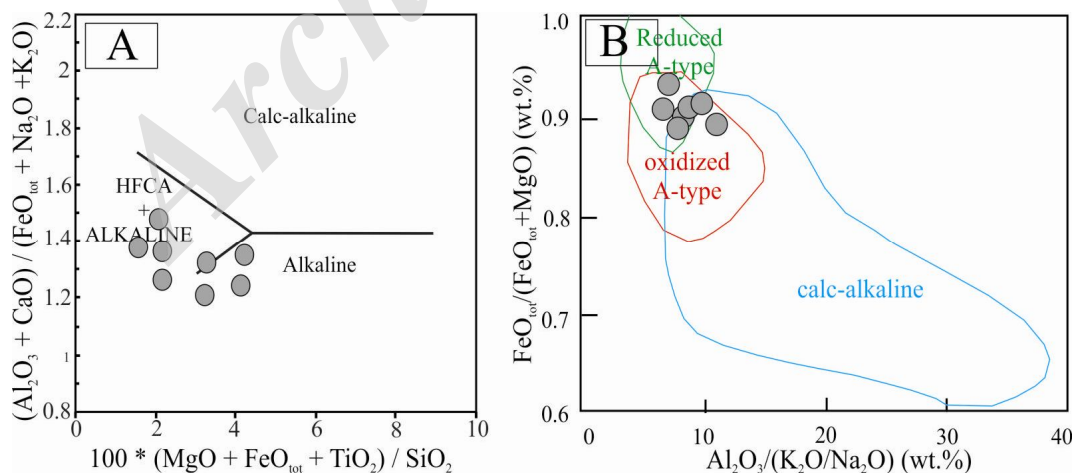 A
2.2
2
1.8
1.6
1.4
1.2
1
0.8
(Al₂O₃ + CaO) / (FeOtot + Na₂O +K₂O)
Calc-alkaline
HFCA
+
ALKALINE
Alkaline
0 2 4 6 8 10
100 * (MgO + FeOtot + TiO₂) / SiO₂
Arch
B
1.0
0.9
0.8
0.7
0.6
FeOtot/(FeOtot+MgO) (wt.%)
Reduced
A-type
oxidized
A-type
calc-alkaline
0 10 20 30 40
Al₂O₃/(K₂O/Na₂O) (wt.%)